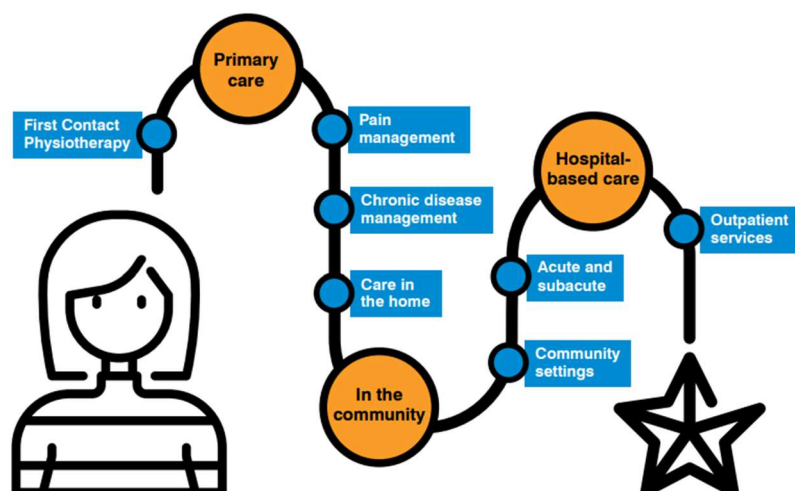 Primary
care
First Contact
Physiotherapy
Pain
management
Chronic disease
management
Care in
the home
In the
community
Hospital-
based care
Acute and
subacute
Community
settings
Outpatient
services